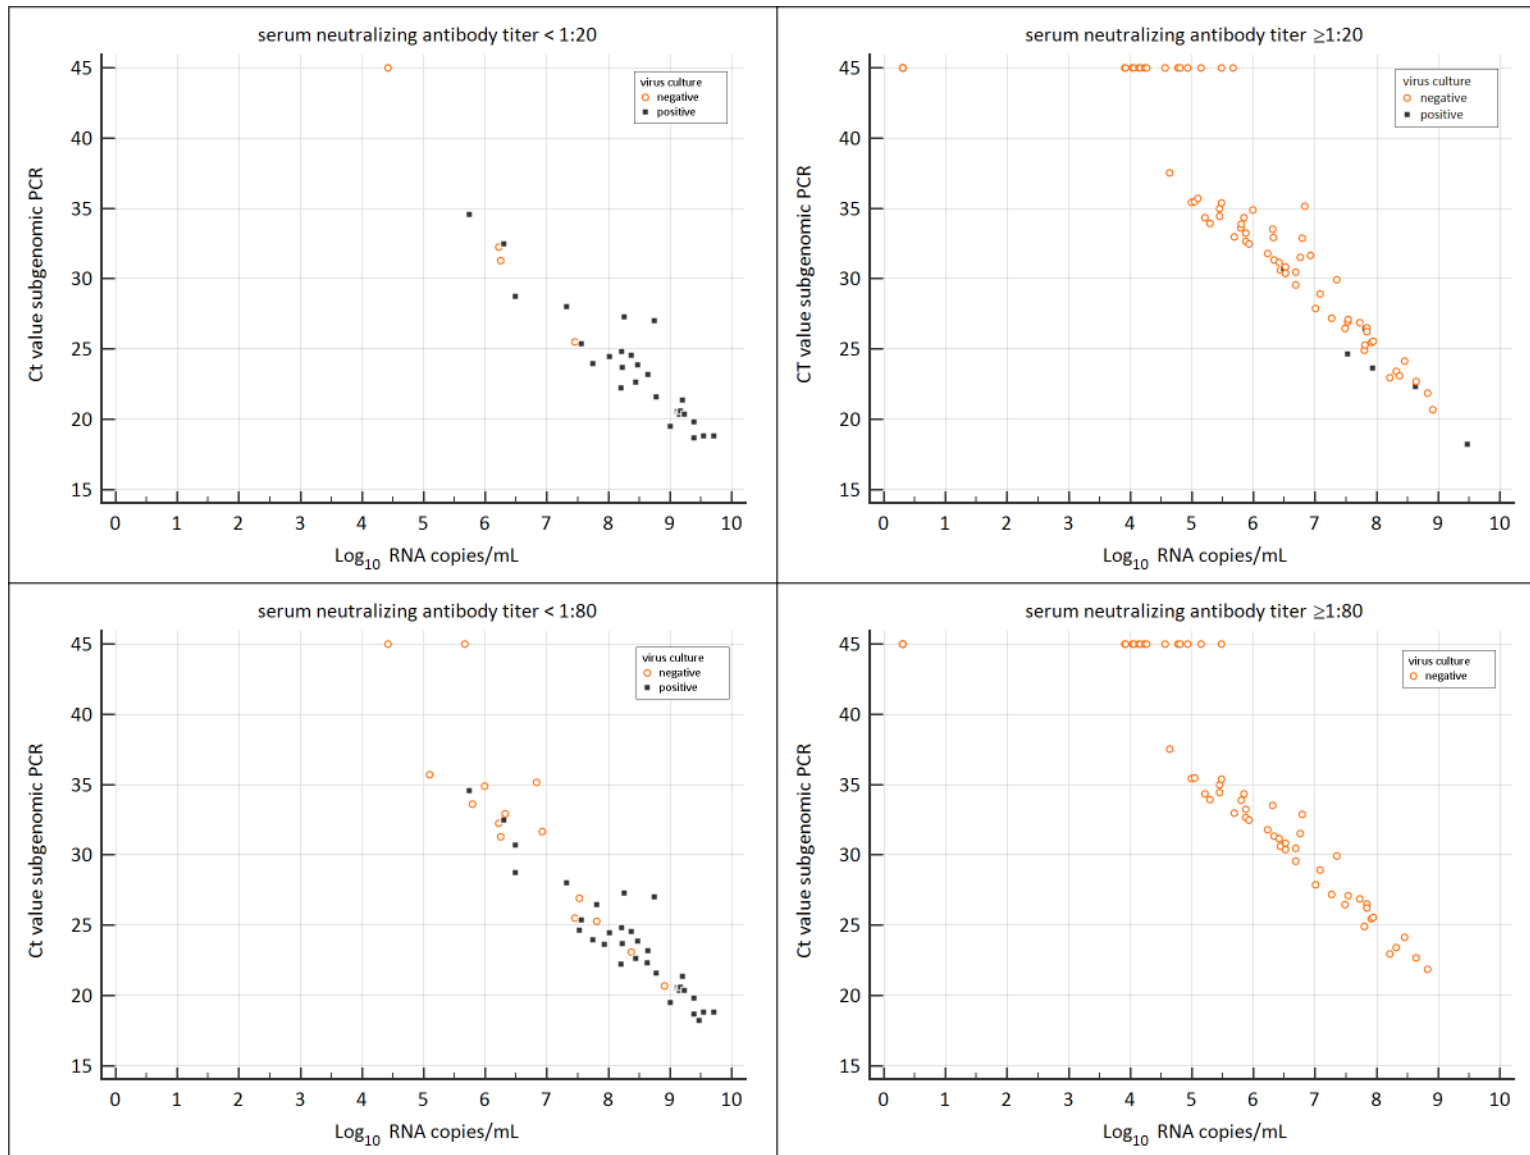 serum neutralizing antibody titer < 1:20
45
40
35
30
25
20
15
Ct value subgenomic PCR
virus culture
negative
positive
0 1 2 3 4 5 6 7 8 9 10
Log10 RNA copies/mL
serum neutralizing antibody titer ≥1:20
45
40
35
30
25
20
15
CT value subgenomic PCR
virus culture
negative
positive
0 1 2 3 4 5 6 7 8 9 10
Log10 RNA copies/mL
serum neutralizing antibody titer < 1:80
45
40
35
30
25
20
15
Ct value subgenomic PCR
virus culture
negative
positive
0 1 2 3 4 5 6 7 8 9 10
Log10 RNA copies/mL
serum neutralizing antibody titer ≥1:80
45
40
35
30
25
20
15
Ct value subgenomic PCR
virus culture
negative
0 1 2 3 4 5 6 7 8 9 10
Log10 RNA copies/mL